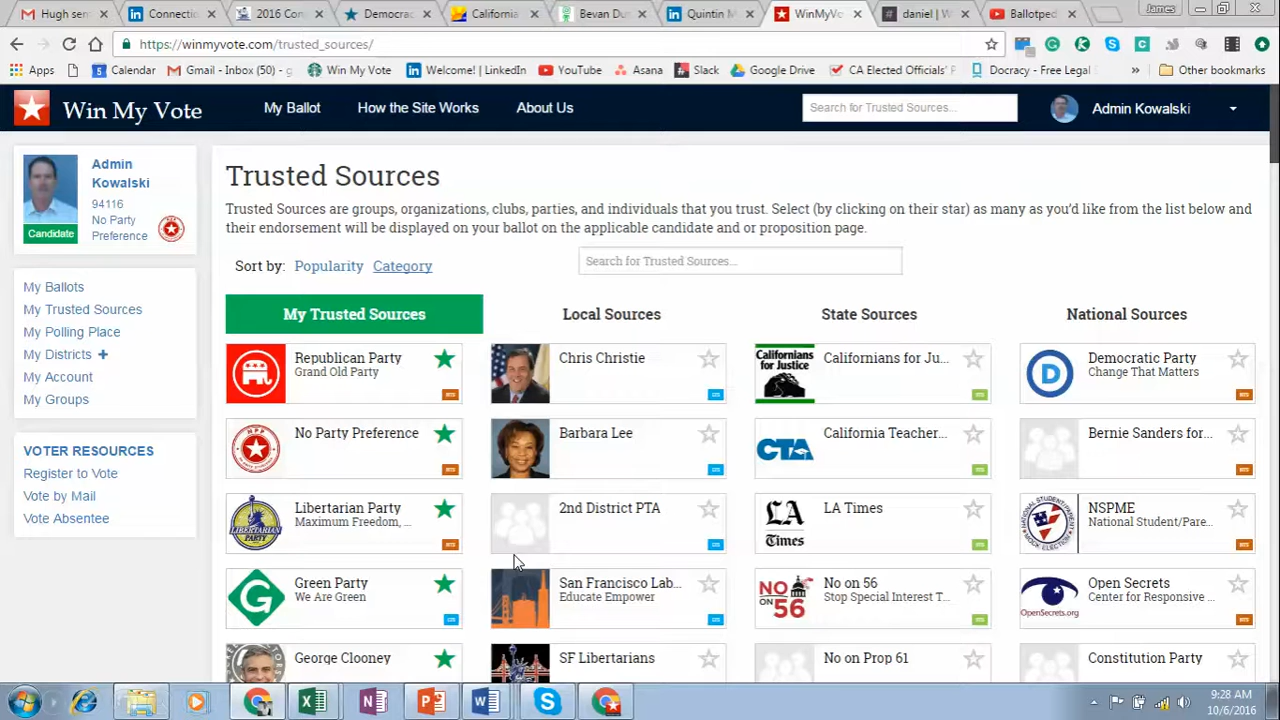 Hugh sen
Connecti
2016 Con
Democra
California
Bevan Du
Quintin M
WinMyVo
daniel | W
Ballotped
James
https://winmyvote.com/trusted_sources/
Apps
Calendar
Gmail - Inbox (50) - g
Win My Vote
Welcome! | LinkedIn
YouTube
Asana
Slack
Google Drive
CA Elected Officials' F
Docracy - Free Legal
»
Other bookmarks
Win My Vote
My Ballot
How the Site Works
About Us
Search for Trusted Sources...
Admin Kowalski
Admin
Kowalski
94116
No Party
Preference
Candidate
My Ballots
My Trusted Sources
My Polling Place
My Districts +
My Account
My Groups
VOTER RESOURCES
Register to Vote
Vote by Mail
Vote Absentee
Trusted Sources
Trusted Sources are groups, organizations, clubs, parties, and individuals that you trust. Select (by clicking on their star) as many as you'd like from the list below and
their endorsement will be displayed on your ballot on the applicable candidate and or proposition page.
Sort by: Popularity Category
Search for Trusted Sources...
My Trusted Sources
Local Sources
State Sources
National Sources
Republican Party
Grand Old Party
Chris Christie
Californians
for Justice
Californians for Ju...
Democratic Party
Change That Matters
No Party Preference
Barbara Lee
CTA
California Teacher...
Bernie Sanders for...
LIBERTARIAN
PARTY
Libertarian Party
Maximum Freedom, ...
2nd District PTA
LA
Times
LA Times
NSPME
National Student/Pare...
G
Green Party
We Are Green
San Francisco Lab...
Educate Empower
NO
ON
56
No on 56
Stop Special Interest T...
OpenSecrets.org
Open Secrets
Center for Responsive ...
George Clooney
SF Libertarians
No on Prop 61
Constitution Party
9:28 AM
10/6/2016